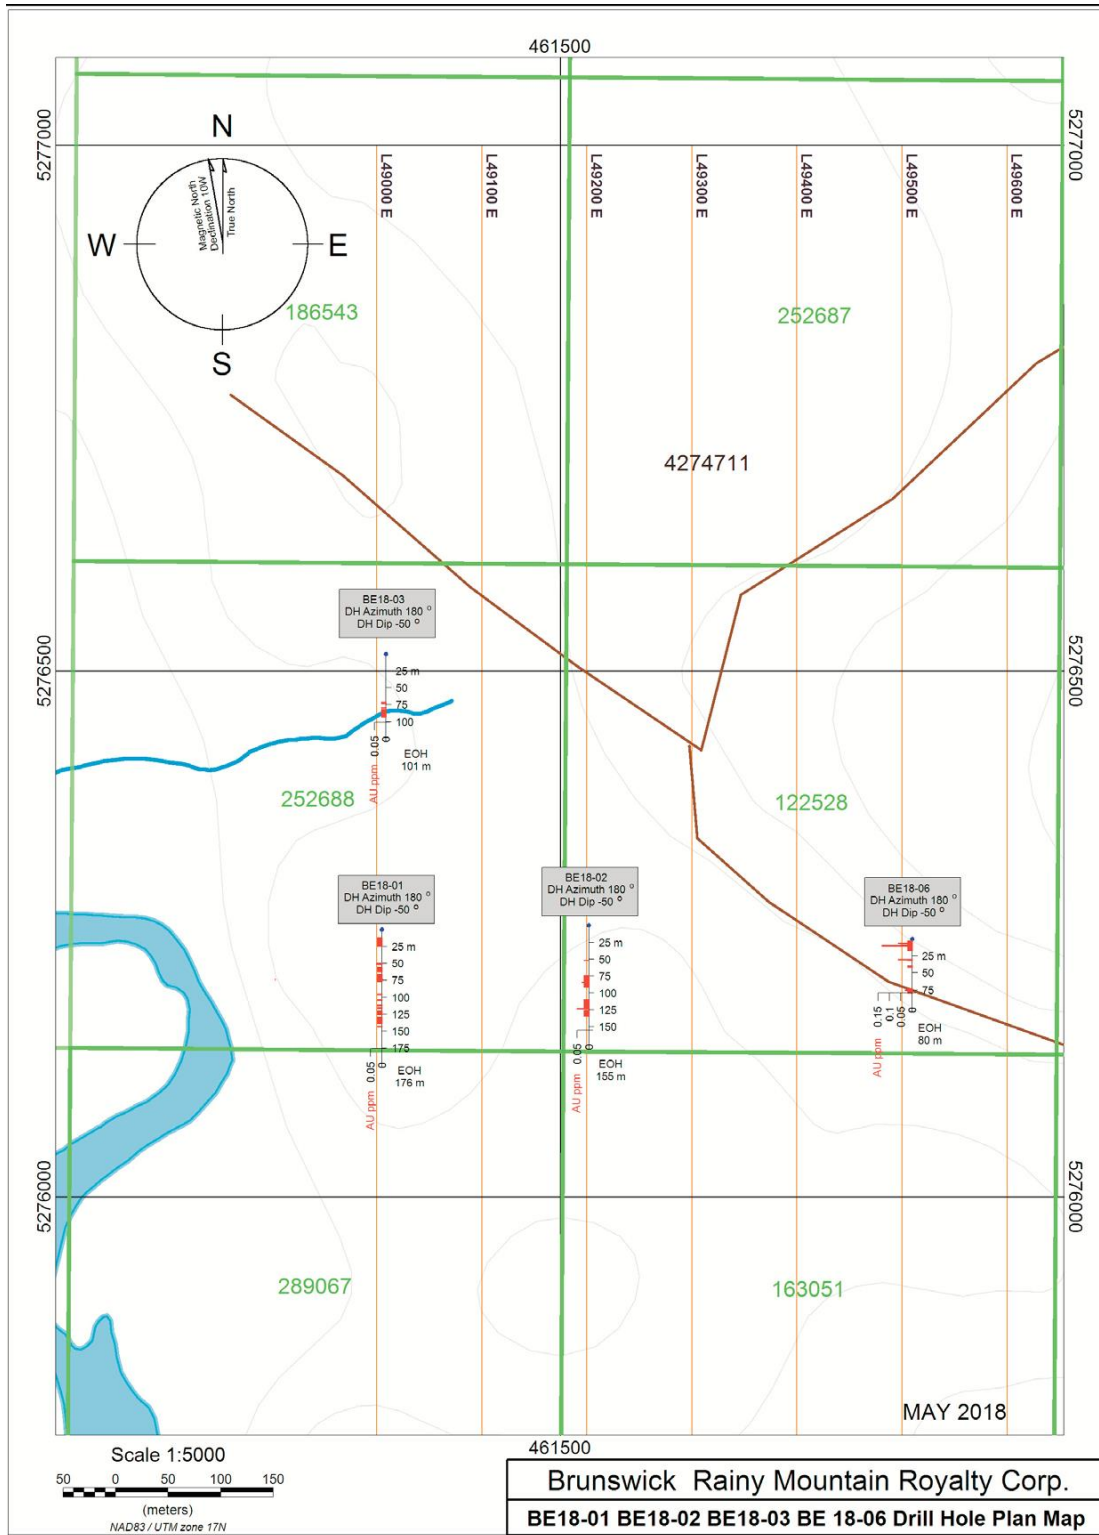 461500
5277000
5277000
N
W
E
S
Magnetic North
Declination 10W
True North
L49000 E
L49100 E
L49200 E
L49300 E
L49400 E
L49500 E
L49600 E
186543
252687
4274711
BE18-03
DH Azimuth 180 °
DH Dip -50 °
5276500
5276500
25 m
50
75
100
0.05
0
AU ppm
EOH
101 m
252688
122528
BE18-01
DH Azimuth 180 °
DH Dip -50 °
25 m
50
75
100
125
150
175
0.05
0
AU ppm
EOH
176 m
BE18-02
DH Azimuth 180 °
DH Dip -50 °
25 m
50
75
100
125
150
0.05
0
AU ppm
EOH
155 m
BE18-06
DH Azimuth 180 °
DH Dip -50 °
25 m
50
75
0.15
0.1
0.05
0
AU ppm
EOH
80 m
5276000
5276000
289067
163051
MAY 2018
461500
Scale 1:5000
50 0 50 100 150
(meters)
NAD83 / UTM zone 17N
Brunswick Rainy Mountain Royalty Corp.
BE18-01 BE18-02 BE18-03 BE 18-06 Drill Hole Plan Map